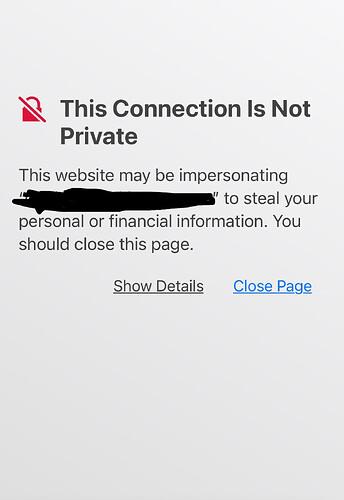 This Connection Is Not
Private
This website may be impersonating
" to steal your
personal or financial information. You
should close this page.
Show Details Close Page